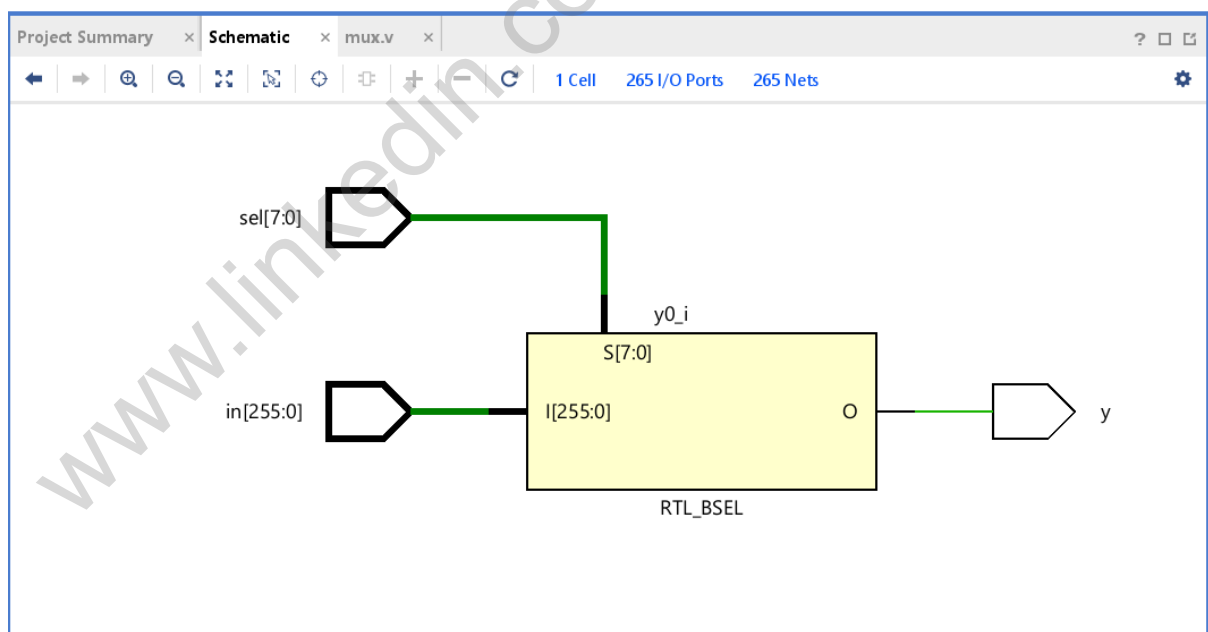 Project Summary × Schematic × mux.v × ?
1 Cell 265 I/O Ports 265 Nets
sel[7:0]
y0_i
S[7:0]
in[255:0] I[255:0] O y
RTL_BSEL
www.linkedin.co